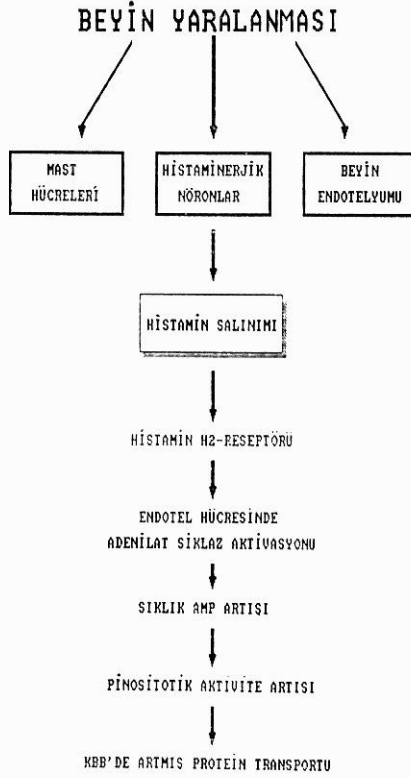 BEYİN YARALANMASI
MAST
HÜCRELERİ
HİSTAMİNERJİK
NÖRONLAR
BEYİN
ENDOTELYUMU
HİSTAMİN SALINIMI
HİSTAMİN H2-RESEPTÖRÜ
ENDOTEL HÜCRESİNDE
ADENİLAT SİKLAZ AKTİVASYONU
SIKLIK AMP ARTIŞI
PİNOSİTOTİK AKTİVİTE ARTIŞI
KBB'DE ARTMIŞ PROTEİN TRANSPORTU